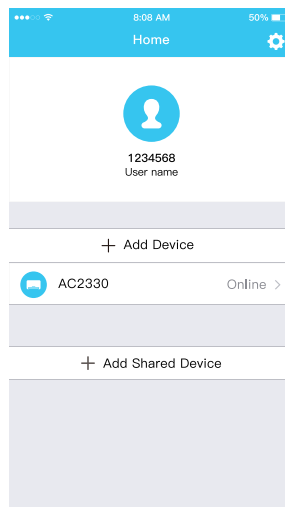 8:08 AM 50%
Home
1234568
User name
+ Add Device
AC2330 Online >
+ Add Shared Device